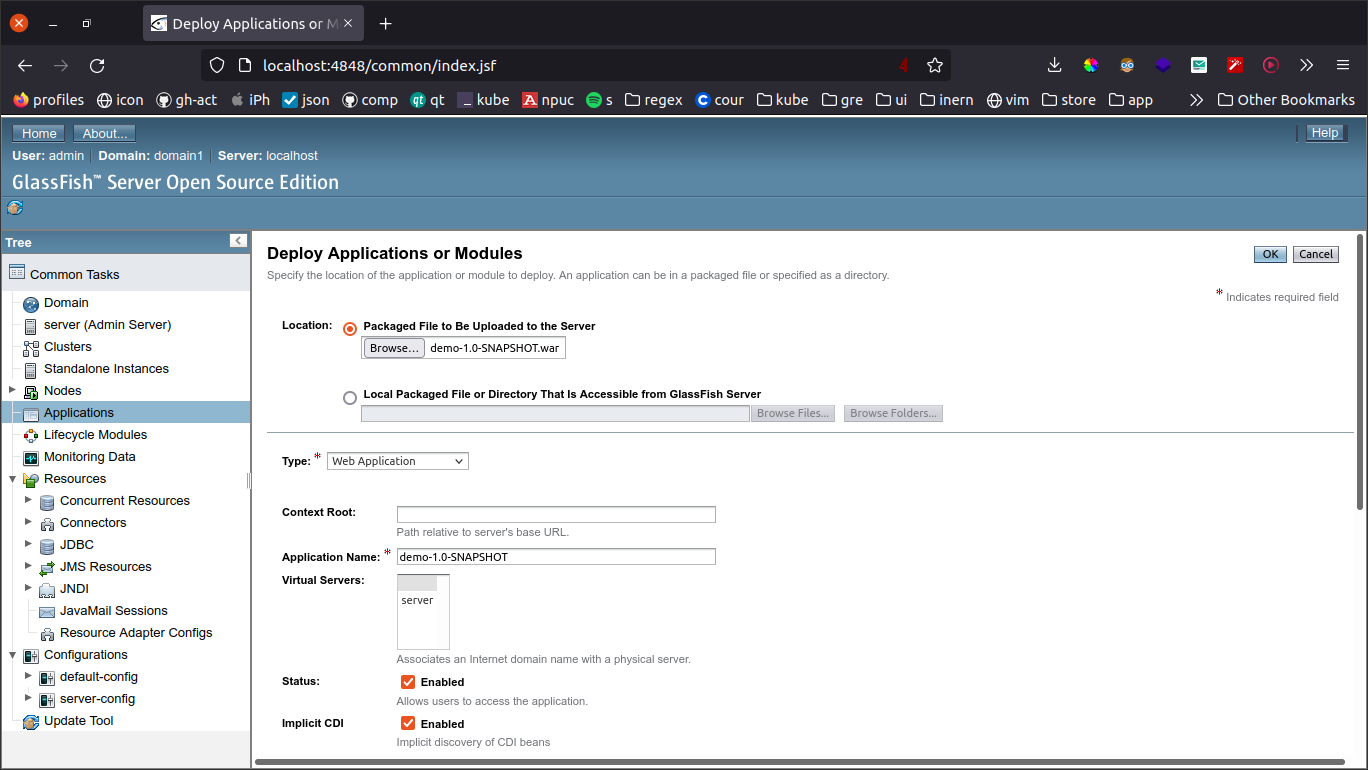 Deploy Applications or M
localhost:4848/common/index.jsf
profiles icon gh-act iPh json comp qt qt kube npuc s regex cour kube gre ui inern vim store app Other Bookmarks
Home About... Help
User: admin Domain: domain1 Server: localhost
GlassFish™ Server Open Source Edition
Tree
Common Tasks
Domain
server (Admin Server)
Clusters
Standalone Instances
Nodes
Applications
Lifecycle Modules
Monitoring Data
Resources
Concurrent Resources
Connectors
JDBC
JMS Resources
JNDI
JavaMail Sessions
Resource Adapter Configs
Configurations
default-config
server-config
Update Tool
Deploy Applications or Modules
OK Cancel
Specify the location of the application or module to deploy. An application can be in a packaged file or specified as a directory.
* Indicates required field
Location: Packaged File to Be Uploaded to the Server
Browse... demo-1.0-SNAPSHOT.war
Local Packaged File or Directory That Is Accessible from GlassFish Server
Browse Files... Browse Folders...
Type: * Web Application
Context Root:
Path relative to server's base URL.
Application Name: * demo-1.0-SNAPSHOT
Virtual Servers:
server
Associates an Internet domain name with a physical server.
Status: Enabled
Allows users to access the application.
Implicit CDI Enabled
Implicit discovery of CDI beans